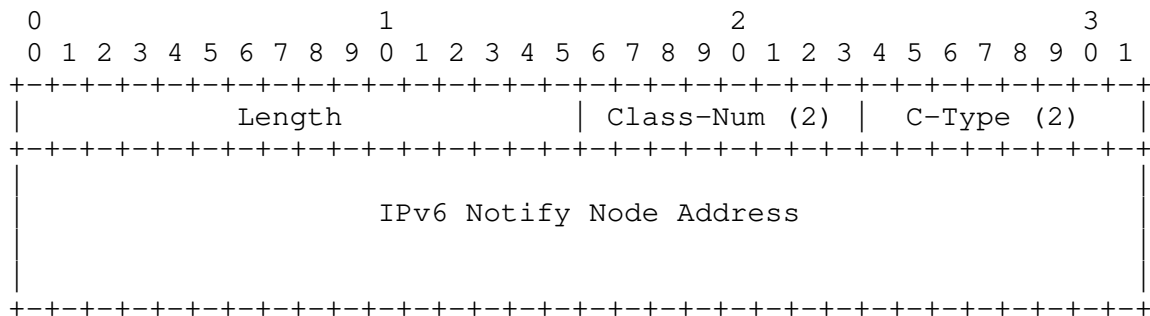 0                   1                   2                   3
 0 1 2 3 4 5 6 7 8 9 0 1 2 3 4 5 6 7 8 9 0 1 2 3 4 5 6 7 8 9 0 1
+-+-+-+-+-+-+-+-+-+-+-+-+-+-+-+-+-+-+-+-+-+-+-+-+-+-+-+-+-+-+-+-+
|            Length             | Class-Num (2) |  C-Type (2)   |
+-+-+-+-+-+-+-+-+-+-+-+-+-+-+-+-+-+-+-+-+-+-+-+-+-+-+-+-+-+-+-+-+
|                                                               |
|                    IPv6 Notify Node Address                   |
|                                                               |
|                                                               |
+-+-+-+-+-+-+-+-+-+-+-+-+-+-+-+-+-+-+-+-+-+-+-+-+-+-+-+-+-+-+-+-+